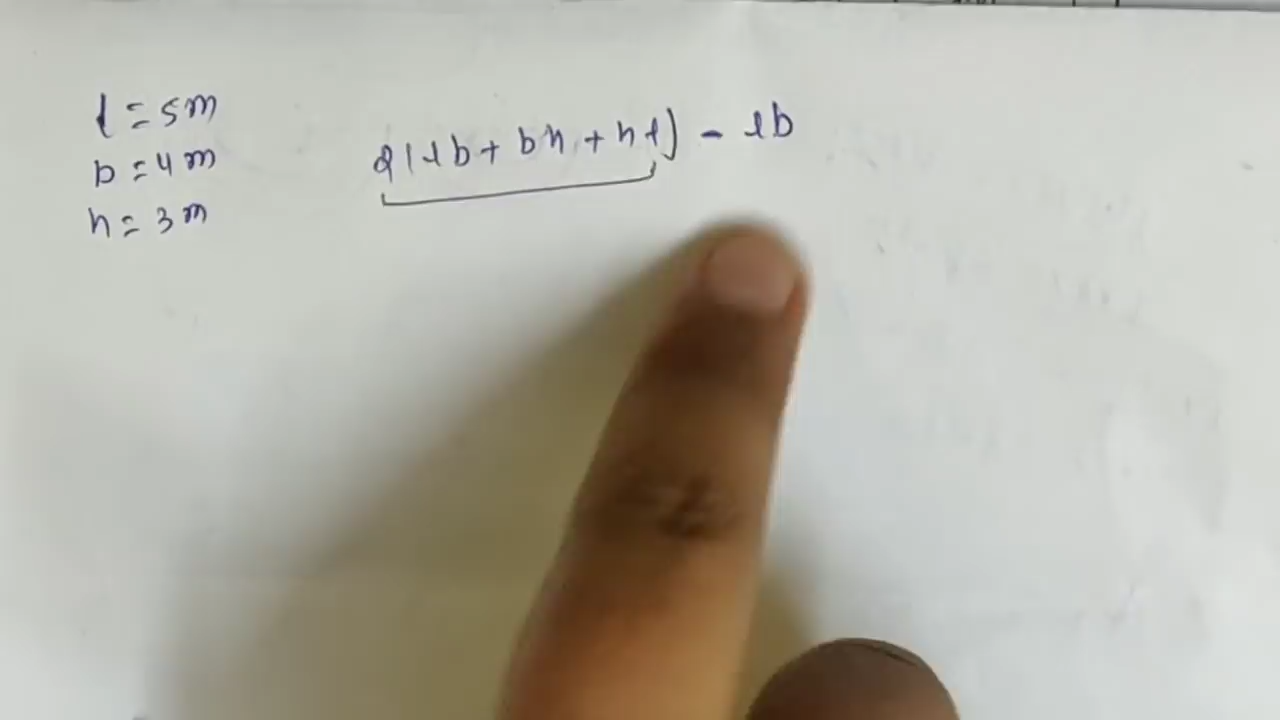 l = 5m
b = 4m
h = 3m
2(lb + bh + hl) - lb